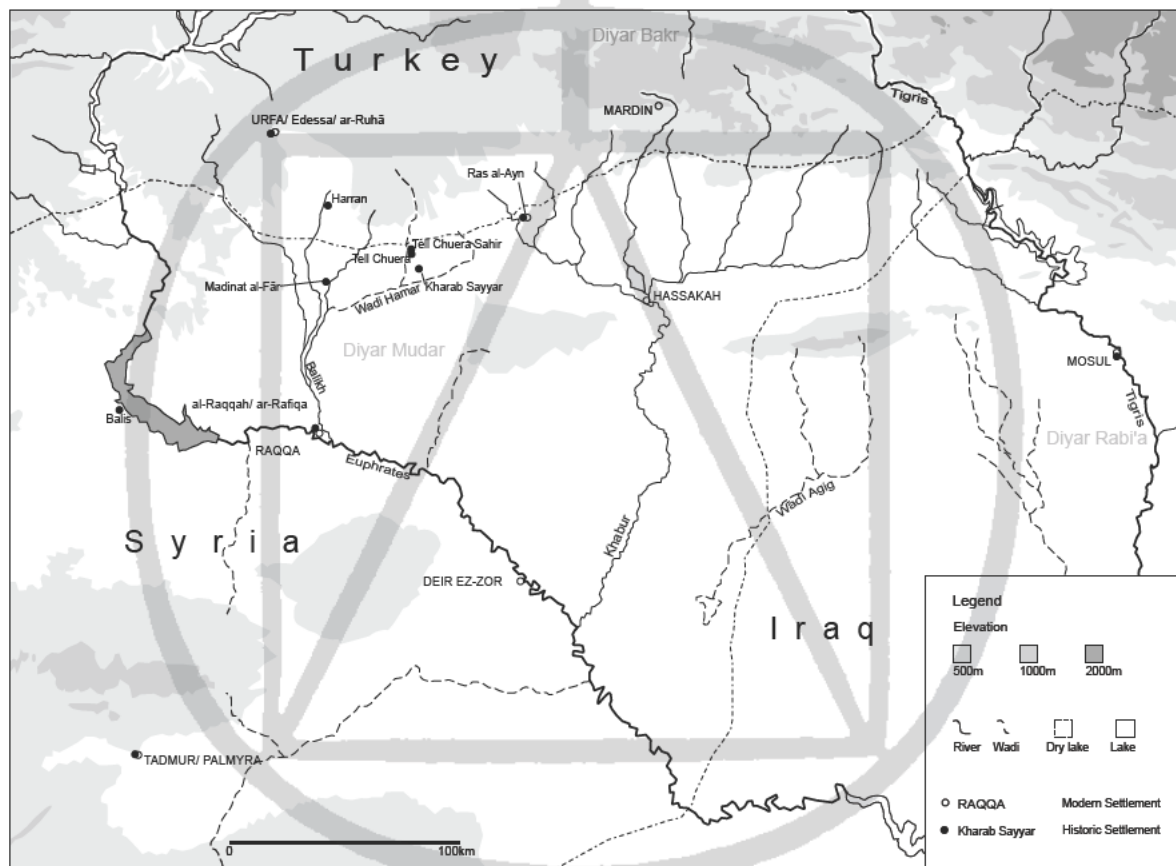 Turkey
Diyar Bakr
Tigris
MARDIN
URFA/ Edessa/ ar-Ruhā
Ras al-Ayn
Harran
Tell Chuera Sahir
Tell Chuera
Madinat al-Fār
Kharab Sayyar
Wadi Hamar
HASSAKAH
Diyar Mudar
MOSUL
Balikh
Tigris
al-Raqqah/ ar-Rafiqa
Balis
Diyar Rabi'a
RAQQA
Euphrates
Wadi Agig
Khabur
Syria
DEIR EZ-ZOR
Iraq
TADMUR/ PALMYRA
0 100km
Legend
Elevation
500m 1000m 2000m
River Wadi Dry lake Lake
RAQQA Modern Settlement
Kharab Sayyar Historic Settlement